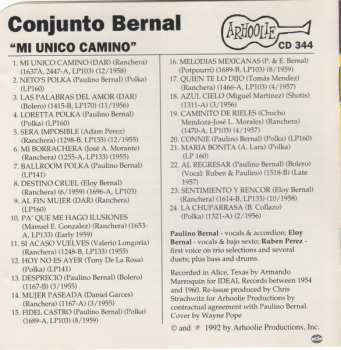 Conjunto Bernal
"MI UNICO CAMINO"
ARHOOLIE
CD 344
1. MI UNICO CAMINO (DAR) (Ranchera)
(1637A, 2447-A, LP103) (12/1958)
2. NETO'S POLKA (Paulino Bernal) (Polka)
(LP160)
3. LAS PALABRAS DEL AMOR (DAR)
(Bolero) (1415-B, LP170) (11/1956)
4. LORETTA POLKA (Paulino Bernal)
(Polka) (LP160)
5. SERA IMPOSIBLE (Adam Perez)
(Ranchera) (1298-B, LP133) (12/1955)
6. MI BORRACHERA (José A. Morante)
(Ranchera) (1255-A, LP133) (1955)
7. BALLROOM POLKA (Paulino Bernal)
(LP141)
8. DESTINO CRUEL (Eloy Bernal)
(Ranchera) (6/1959) (1696-A, LP103)
9. AL FIN MUJER (DAR) (Ranchera)
(LP160)
10. PA' QUE ME HAGO ILUSIONES
(Manuel E. Gonzalez) (Ranchera) (1653-
A, LP133) (Early 1959)
11. SI ACASO VUELVES (Valerio Longoria)
(Ranchera) (1248-B, LP133) (1955)
12. HOY NO ES AYER (Tony De La Rosa)
(Polka) (LP141)
13. DESPRECIO (Paulino Bernal) (Bolero)
(1167-B) (3/1955)
14. MUJER PASEADA (Daniel Garces)
(Ranchera) (1167-A) (3/1955)
15. FIDEL CASTRO (Paulino Bernal) (Polka)
(1689-A, LP103) (8/1959)
16. MELODIAS MEXICANAS (P. & E. Bernal)
(Potpourri) (1689-B, LP103) (8/1959)
17. QUIEN TE LO DIJO (Tomás Mendez)
(Ranchera) (1466-A, LP103) (4/1957)
18. AZUL CIELO (Miguel Martinez) (Shotis)
(1311-A) (3/1956)
19. CAMINITO DE RIELES (Chucho
Mendoza-José L. Morales) (Ranchera)
(1470-A, LP103) (4/1957)
20. CONNIE (Paulino Bernal) (Polka) (LP160)
21. MARIA BONITA (A. Lara) (Polka)
(LP 160)
22. AL REGRESAR (Paulino Bernal) (Bolero)
(Vocal: Ruben & Paulino) (1518-B) (Late
1957)
23. SENTIMIENTO Y RENCOR (Eloy Bernal)
(Ranchera) (1614-B, LP133) (10/1958)
24. LA CHUPARRASA (B. Collazo)
(Polka) (1321-A) (2/1956)
Paulino Bernal - vocals & accordion; Eloy
Bernal - vocals & bajo sexto; Ruben Perez -
first voice on trio selections and several
duets; plus bass and drums.
Recorded in Alice, Texas by Armando
Marroquin for IDEAL Records between 1954
and 1960. Re-issue produced by Chris
Strachwitz for Arhoolie Productions by
contractual agreement with Paulino Bernal.
Cover by Wayne Pope
© and ℗ 1992 by Arhoolie Productions, Inc.